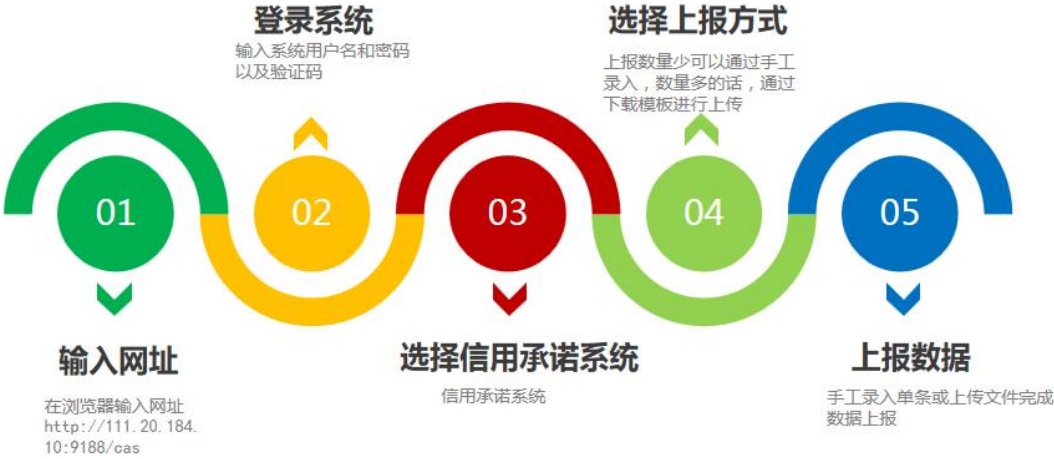 登录系统
输入系统用户名和密码
以及验证码
选择上报方式
上报数量少可以通过手工
录入，数量多的话，通过
下载模板进行上传
01
02
03
04
05
输入网址
在浏览器输入网址
http://111.20.184.
10:9188/cas
选择信用承诺系统
信用承诺系统
上报数据
手工录入单条或上传文件完成
数据上报